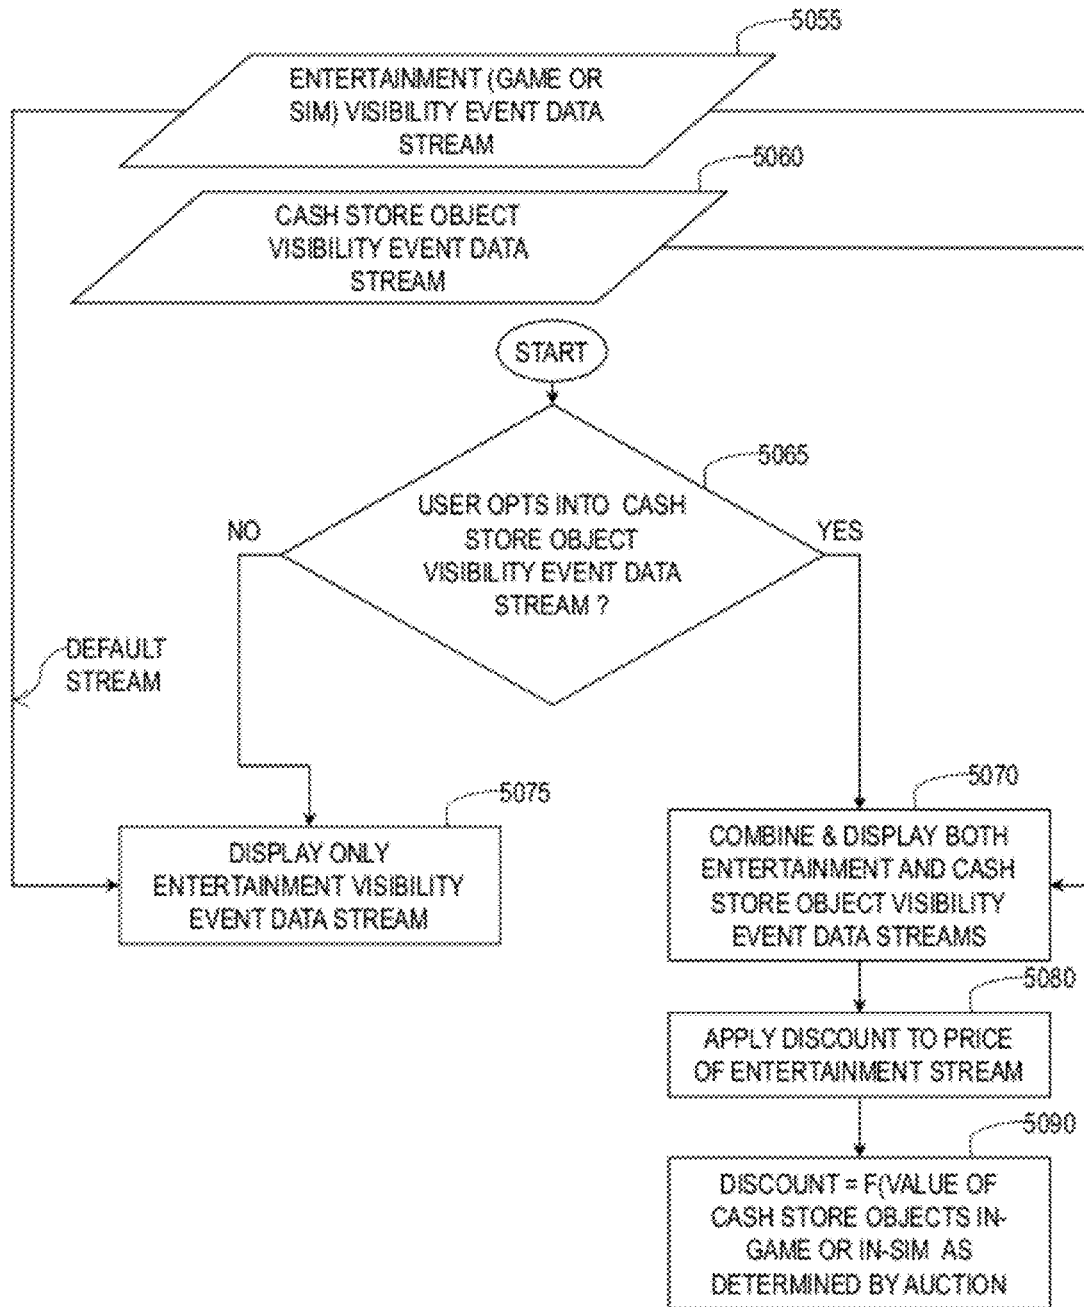 5055
ENTERTAINMENT (GAME OR
SIM) VISIBILITY EVENT DATA
STREAM
5060
CASH STORE OBJECT
VISIBILITY EVENT DATA
STREAM
START
5065
USER OPTS INTO CASH
STORE OBJECT
VISIBILITY EVENT DATA
STREAM ?
NO
YES
DEFAULT
STREAM
5075
DISPLAY ONLY
ENTERTAINMENT VISIBILITY
EVENT DATA STREAM
5070
COMBINE & DISPLAY BOTH
ENTERTAINMENT AND CASH
STORE OBJECT VISIBILITY
EVENT DATA STREAMS
5080
APPLY DISCOUNT TO PRICE
OF ENTERTAINMENT STREAM
5090
DISCOUNT = F(VALUE OF
CASH STORE OBJECTS IN-
GAME OR IN-SIM AS
DETERMINED BY AUCTION